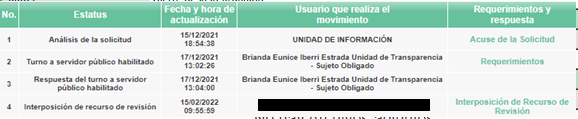 No. Estatus Fecha y hora de actualización Usuario que realiza el movimiento Requerimientos y respuesta
1 Análisis de la solicitud 15/12/2021 18:54:38 UNIDAD DE INFORMACIÓN Acuse de la Solicitud
2 Turno a servidor público habilitado 17/12/2021 13:02:26 Brianda Eunice Iberri Estrada Unidad de Transparencia - Sujeto Obligado Requerimientos
3 Respuesta del turno a servidor público habilitado 17/12/2021 13:04:00 Brianda Eunice Iberri Estrada Unidad de Transparencia - Sujeto Obligado
4 Interposición de recurso de revisión 15/02/2022 09:55:59 Interposición de Recurso de Revisión